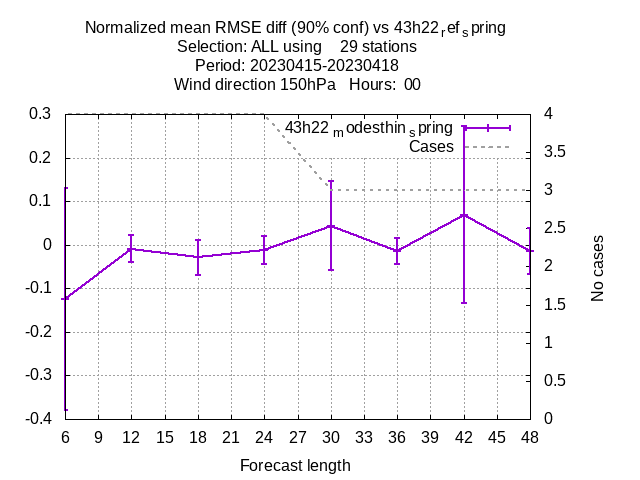 Normalized mean RMSE diff (90% conf) vs 43h22refspring
Selection: ALL using 29 stations
Period: 20230415-20230418
Wind direction 150hPa Hours: 00
43h22modesthinspring
Cases
0.3
0.2
0.1
0
-0.1
-0.2
-0.3
-0.4
4
3.5
3
2.5
2
1.5
1
0.5
0
No cases
6 9 12 15 18 21 24 27 30 33 36 39 42 45 48
Forecast length